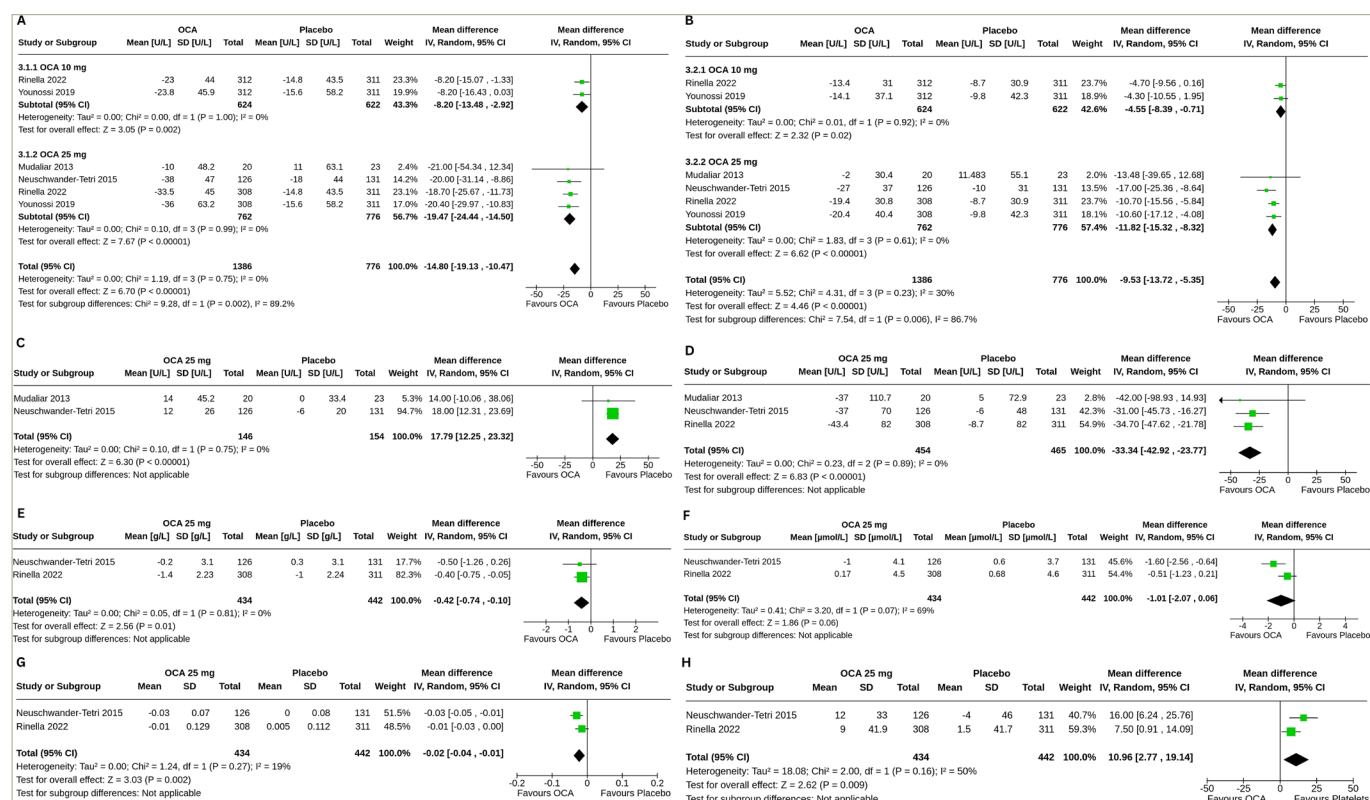 A
OCA Placebo Mean difference Mean difference
Study or Subgroup Mean [U/L] SD [U/L] Total Mean [U/L] SD [U/L] Total Weight IV, Random, 95% CI IV, Random, 95% CI
3.1.1 OCA 10 mg
Rinella 2022 -23 44 312 -14.8 43.5 311 23.3% -8.20 [-15.07 , -1.33]
Younossi 2019 -23.8 45.9 312 -15.6 58.2 311 19.9% -8.20 [-16.43 , 0.03]
Subtotal (95% CI) 624 622 43.3% -8.20 [-13.48 , -2.92]
Heterogeneity: Tau² = 0.00; Chi² = 0.00, df = 1 (P = 1.00); I² = 0%
Test for overall effect: Z = 3.05 (P = 0.002)
3.1.2 OCA 25 mg
Mudaliar 2013 -10 48.2 20 11 63.1 23 2.4% -21.00 [-54.34 , 12.34]
Neuschwander-Tetri 2015 -38 47 126 -18 44 131 14.2% -20.00 [-31.14 , -8.86]
Rinella 2022 -33.5 45 308 -14.8 43.5 311 23.1% -18.70 [-25.67 , -11.73]
Younossi 2019 -36 63.2 308 -15.6 58.2 311 17.0% -20.40 [-29.97 , -10.83]
Subtotal (95% CI) 762 776 56.7% -19.47 [-24.44 , -14.50]
Heterogeneity: Tau² = 0.00; Chi² = 0.10, df = 3 (P = 0.99); I² = 0%
Test for overall effect: Z = 7.67 (P < 0.00001)
Total (95% CI) 1386 776 100.0% -14.80 [-19.13 , -10.47]
Heterogeneity: Tau² = 0.00; Chi² = 1.19, df = 3 (P = 0.75); I² = 0%
Test for overall effect: Z = 6.70 (P < 0.00001)
Test for subgroup differences: Chi² = 9.28, df = 1 (P = 0.002), I² = 89.2%
-50 -25 0 25 50
Favours OCA Favours Placebo
B
OCA Placebo Mean difference Mean difference
Study or Subgroup Mean [U/L] SD [U/L] Total Mean [U/L] SD [U/L] Total Weight IV, Random, 95% CI IV, Random, 95% CI
3.2.1 OCA 10 mg
Rinella 2022 -13.4 31 312 -8.7 30.9 311 23.7% -4.70 [-9.56 , 0.16]
Younossi 2019 -14.1 37.1 312 -9.8 42.3 311 18.9% -4.30 [-10.55 , 1.95]
Subtotal (95% CI) 624 622 42.6% -4.55 [-8.39 , -0.71]
Heterogeneity: Tau² = 0.00; Chi² = 0.01, df = 1 (P = 0.92); I² = 0%
Test for overall effect: Z = 2.32 (P = 0.02)
3.2.2 OCA 25 mg
Mudaliar 2013 -2 30.4 20 11.483 55.1 23 2.0% -13.48 [-39.65 , 12.68]
Neuschwander-Tetri 2015 -27 37 126 -10 31 131 13.7% -17.00 [-25.36 , -8.64]
Rinella 2022 -19.4 30.8 308 -8.7 30.9 311 23.7% -10.70 [-15.56 , -5.84]
Younossi 2019 -20.4 40.4 308 -9.8 42.3 311 18.1% -10.60 [-17.12 , -4.08]
Subtotal (95% CI) 762 776 57.4% -11.82 [-15.32 , -8.32]
Heterogeneity: Tau² = 0.00; Chi² = 1.83, df = 3 (P = 0.61); I² = 0%
Test for overall effect: Z = 6.62 (P < 0.00001)
Total (95% CI) 1386 776 100.0% -9.53 [-13.72 , -5.35]
Heterogeneity: Tau² = 5.52; Chi² = 4.31, df = 3 (P = 0.23); I² = 30%
Test for overall effect: Z = 4.46 (P < 0.00001)
Test for subgroup differences: Chi² = 7.54, df = 1 (P = 0.006), I² = 86.7%
-50 -25 0 25 50
Favours OCA Favours Placebo
C
OCA 25 mg Placebo Mean difference Mean difference
Study or Subgroup Mean [U/L] SD [U/L] Total Mean [U/L] SD [U/L] Total Weight IV, Random, 95% CI IV, Random, 95% CI
Mudaliar 2013 14 45.2 20 0 33.4 23 5.3% 14.00 [-10.06 , 38.06]
Neuschwander-Tetri 2015 12 26 126 -6 20 131 94.7% 18.00 [12.31 , 23.69]
Total (95% CI) 146 154 100.0% 17.79 [12.25 , 23.32]
Heterogeneity: Tau² = 0.00; Chi² = 0.10, df = 1 (P = 0.75); I² = 0%
Test for overall effect: Z = 6.30 (P < 0.00001)
Test for subgroup differences: Not applicable
-50 -25 0 25 50
Favours OCA Favours Placebo
D
OCA 25 mg Placebo Mean difference Mean difference
Study or Subgroup Mean [U/L] SD [U/L] Total Mean [U/L] SD [U/L] Total Weight IV, Random, 95% CI IV, Random, 95% CI
Mudaliar 2013 -37 110.7 20 5 72.9 23 2.8% -42.00 [-98.93 , 14.93]
Neuschwander-Tetri 2015 -37 70 126 -6 48 131 42.3% -31.00 [-45.73 , -16.27]
Rinella 2022 -43.4 82 308 -8.7 82 311 54.9% -34.70 [-47.62 , -21.78]
Total (95% CI) 454 465 100.0% -33.34 [-42.92 , -23.77]
Heterogeneity: Tau² = 0.00; Chi² = 0.23, df = 2 (P = 0.89); I² = 0%
Test for overall effect: Z = 6.83 (P < 0.00001)
Test for subgroup differences: Not applicable
-50 -25 0 25 50
Favours OCA Favours Placebo
E
OCA 25 mg Placebo Mean difference Mean difference
Study or Subgroup Mean [g/L] SD [g/L] Total Mean [g/L] SD [g/L] Total Weight IV, Random, 95% CI IV, Random, 95% CI
Neuschwander-Tetri 2015 -0.2 3.1 126 0.3 3.1 131 17.7% -0.50 [-1.26 , 0.26]
Rinella 2022 -1.4 2.23 308 -1 2.24 311 82.3% -0.40 [-0.75 , -0.05]
Total (95% CI) 434 442 100.0% -0.42 [-0.74 , -0.10]
Heterogeneity: Tau² = 0.00; Chi² = 0.05, df = 1 (P = 0.81); I² = 0%
Test for overall effect: Z = 2.56 (P = 0.01)
Test for subgroup differences: Not applicable
-2 -1 0 1 2
Favours OCA Favours Placebo
F
OCA 25 mg Placebo Mean difference Mean difference
Study or Subgroup Mean [µmol/L] SD [µmol/L] Total Mean [µmol/L] SD [µmol/L] Total Weight IV, Random, 95% CI IV, Random, 95% CI
Neuschwander-Tetri 2015 -1 4.1 126 0.6 3.7 131 45.6% -1.60 [-2.56 , -0.64]
Rinella 2022 0.17 4.5 308 0.68 4.6 311 54.4% -0.51 [-1.23 , 0.21]
Total (95% CI) 434 442 100.0% -1.01 [-2.07 , 0.06]
Heterogeneity: Tau² = 0.41; Chi² = 3.20, df = 1 (P = 0.07); I² = 69%
Test for overall effect: Z = 1.86 (P = 0.06)
Test for subgroup differences: Not applicable
-4 -2 0 2 4
Favours OCA Favours Placebo
G
OCA 25 mg Placebo Mean difference Mean difference
Study or Subgroup Mean SD Total Mean SD Total Weight IV, Random, 95% CI IV, Random, 95% CI
Neuschwander-Tetri 2015 -0.03 0.07 126 0 0.08 131 51.5% -0.03 [-0.05 , -0.01]
Rinella 2022 -0.01 0.129 308 0.005 0.112 311 48.5% -0.01 [-0.03 , 0.00]
Total (95% CI) 434 442 100.0% -0.02 [-0.04 , -0.01]
Heterogeneity: Tau² = 0.00; Chi² = 1.24, df = 1 (P = 0.27); I² = 19%
Test for overall effect: Z = 3.03 (P = 0.002)
Test for subgroup differences: Not applicable
-0.2 -0.1 0 0.1 0.2
Favours OCA Favours Placebo
H
OCA 25 mg Placebo Mean difference Mean difference
Study or Subgroup Mean SD Total Mean SD Total Weight IV, Random, 95% CI IV, Random, 95% CI
Neuschwander-Tetri 2015 12 33 126 -4 46 131 40.7% 16.00 [6.24 , 25.76]
Rinella 2022 9 41.9 308 1.5 41.7 311 59.3% 7.50 [0.91 , 14.09]
Total (95% CI) 434 442 100.0% 10.96 [2.77 , 19.14]
Heterogeneity: Tau² = 18.08; Chi² = 2.00, df = 1 (P = 0.16); I² = 50%
Test for overall effect: Z = 2.62 (P = 0.009)
Test for subgroup differences: Not applicable
-50 -25 0 25 50
Favours OCA Favours Platelets